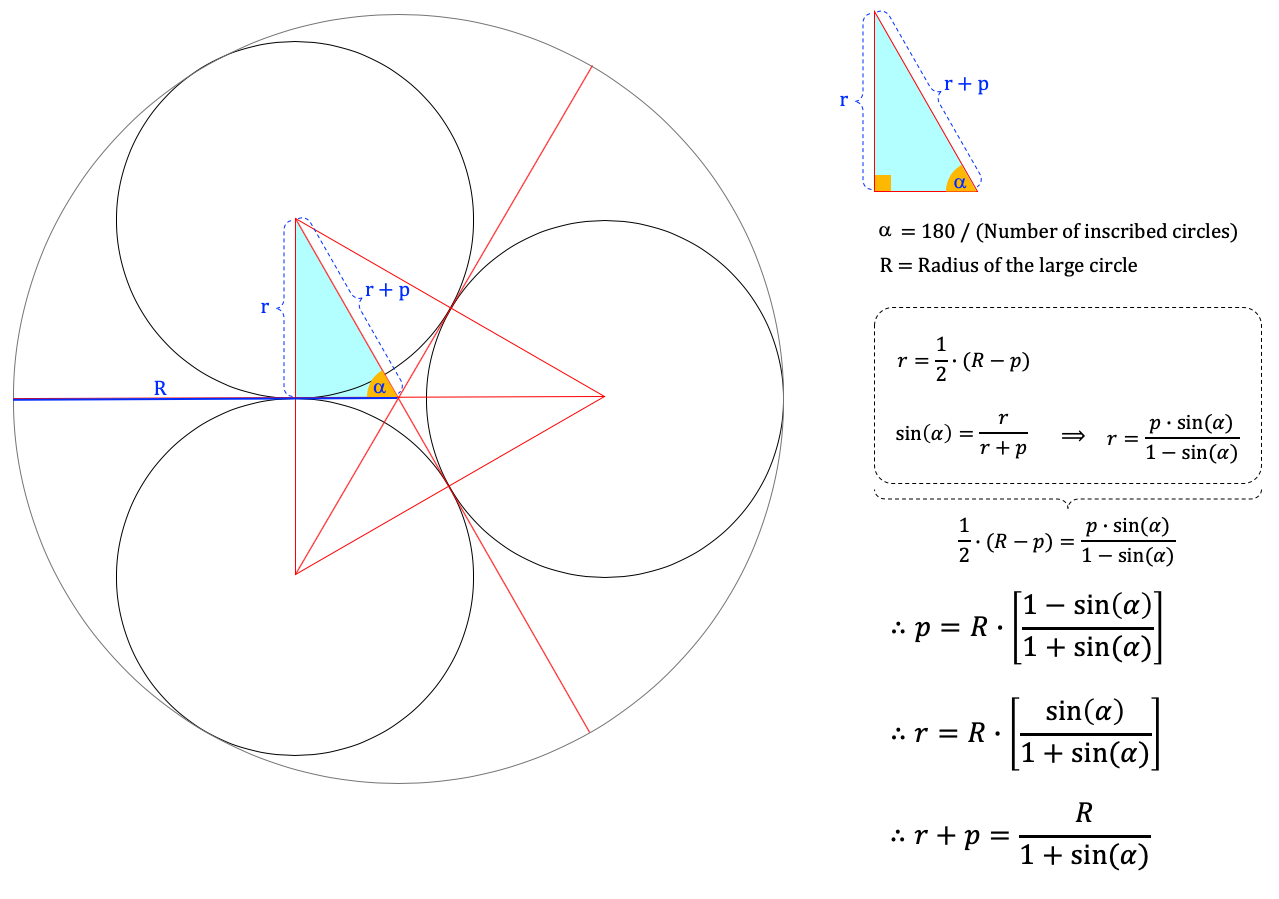 r
r + p
α
R
r
r + p
α
α = 180 / (Number of inscribed circles)
R = Radius of the large circle
r = 1/2 · (R − p)
sin(α) = r/(r + p) ⟹ r = (p · sin(α))/(1 − sin(α))
1/2 · (R − p) = (p · sin(α))/(1 − sin(α))
∴ p = R · [(1 − sin(α))/(1 + sin(α))]
∴ r = R · [sin(α)/(1 + sin(α))]
∴ r + p = R/(1 + sin(α))